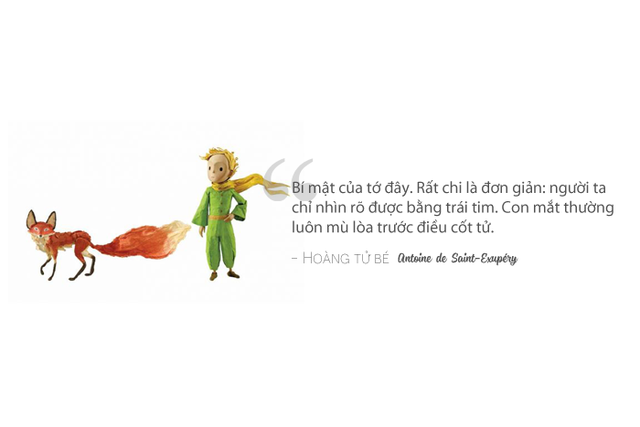 “
Bí mật của tớ đây. Rất chi là đơn giản: người ta
chỉ nhìn rõ được bằng trái tim. Con mắt thường
luôn mù lòa trước điều cốt tử.
– HOÀNG TỬ BÉ Antoine de Saint-Exupéry